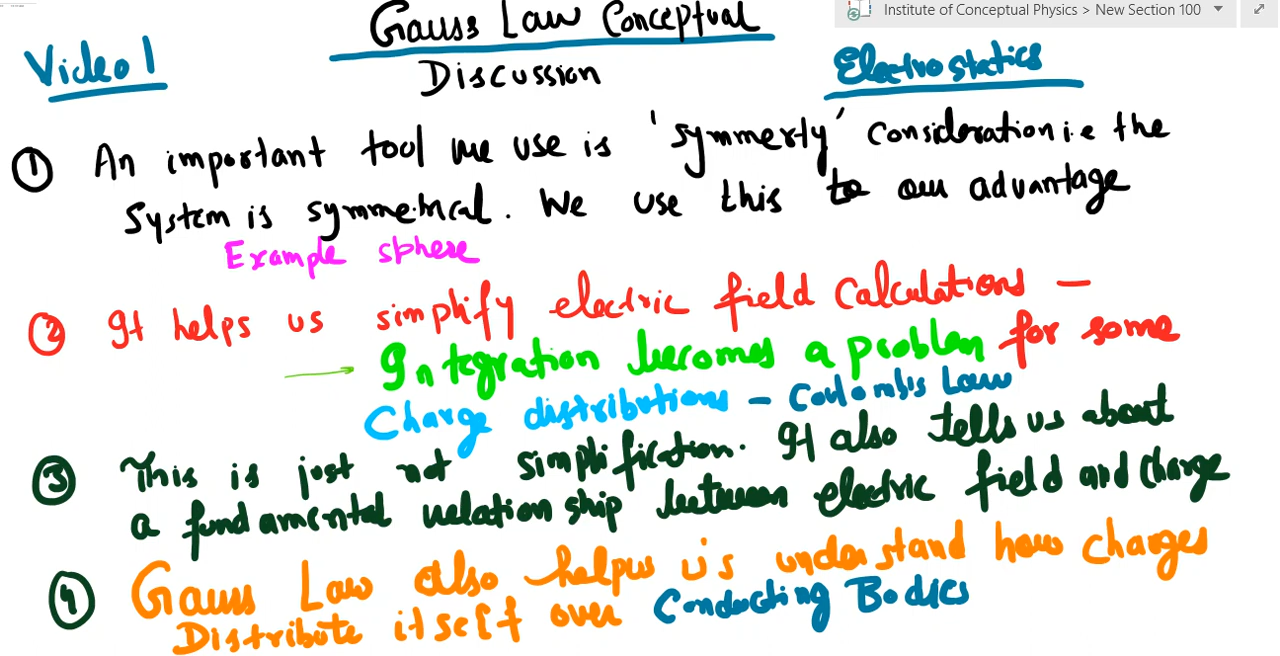 Institute of Conceptual Physics > New Section 100
Gauss Law Conceptual
Video 1
Discussion
Electrostatics
① An important tool we use is 'symmerty' consideration i.e the
System is symmetrical. We use this to our advantage
Example sphere
② It helps us simplify electric field calculations –
Integration becomes a problem for some
Charge distributions – Coulombs Law
③ This is just not simplification. It also tells us about
a fundamental relationship between electric field and charge
④ Gauss Law also helps us understand how charges
Distribute itself over Conducting Bodies